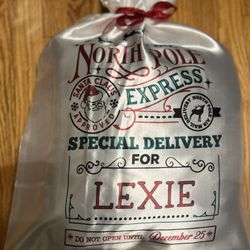 NORTH POLE
EXPRESS
SANTA CLAUS
APPROVED
SPECIAL DELIVERY
FOR
LEXIE
DO NOT OPEN UNTIL December 25